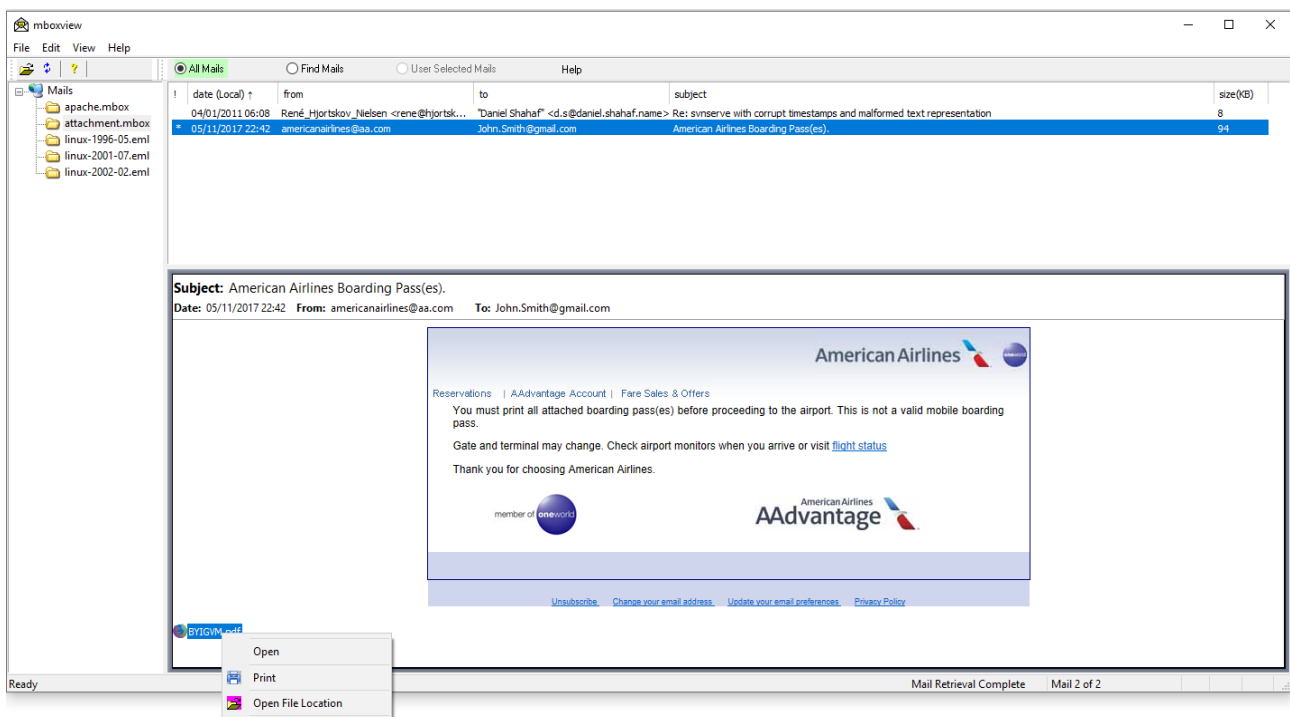 mboxview
File Edit View Help
All Mails Find Mails User Selected Mails Help
Mails
apache.mbox
attachment.mbox
linux-1996-05.eml
linux-2001-07.eml
linux-2002-02.eml
! date (Local) ↑ from to subject size(KB)
04/01/2011 06:08 René_Hjortskov_Nielsen <rene@hjortsk... "Daniel Shahaf" <d.s@daniel.shahaf.name> Re: svnserve with corrupt timestamps and malformed text representation 8
* 05/11/2017 22:42 americanairlines@aa.com John.Smith@gmail.com American Airlines Boarding Pass(es). 94
Subject: American Airlines Boarding Pass(es).
Date: 05/11/2017 22:42 From: americanairlines@aa.com To: John.Smith@gmail.com
American Airlines oneworld
Reservations | AAdvantage Account | Fare Sales & Offers
You must print all attached boarding pass(es) before proceeding to the airport. This is not a valid mobile boarding
pass.
Gate and terminal may change. Check airport monitors when you arrive or visit flight status
Thank you for choosing American Airlines.
member of oneworld
American Airlines
AAdvantage
Unsubscribe Change your email address Update your email preferences Privacy Policy
BYIGVM.pdf
Open
Print
Open File Location
Ready Mail Retrieval Complete Mail 2 of 2